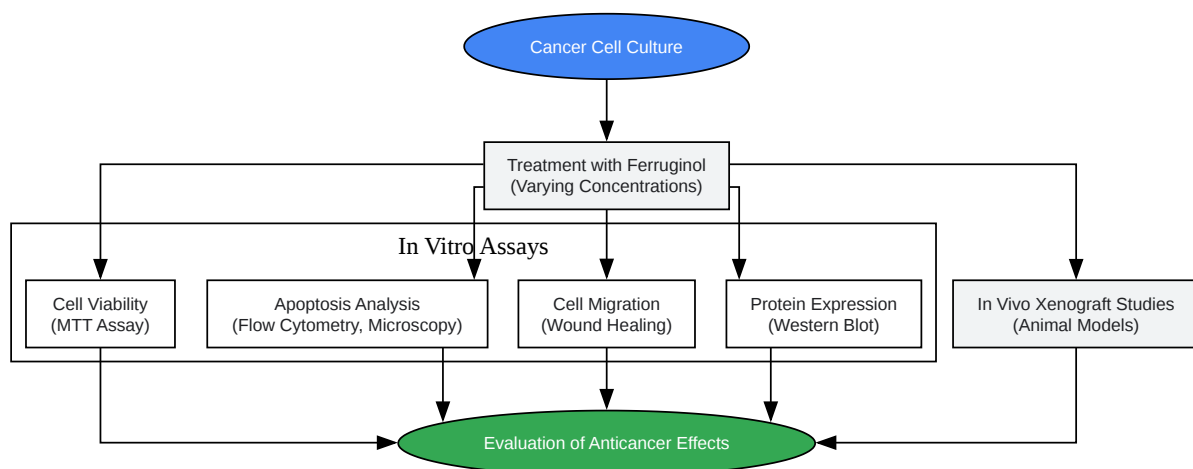 Cancer Cell Culture
Treatment with Ferruginol
(Varying Concentrations)
In Vitro Assays
Cell Viability
(MTT Assay)
Apoptosis Analysis
(Flow Cytometry, Microscopy)
Cell Migration
(Wound Healing)
Protein Expression
(Western Blot)
In Vivo Xenograft Studies
(Animal Models)
Evaluation of Anticancer Effects